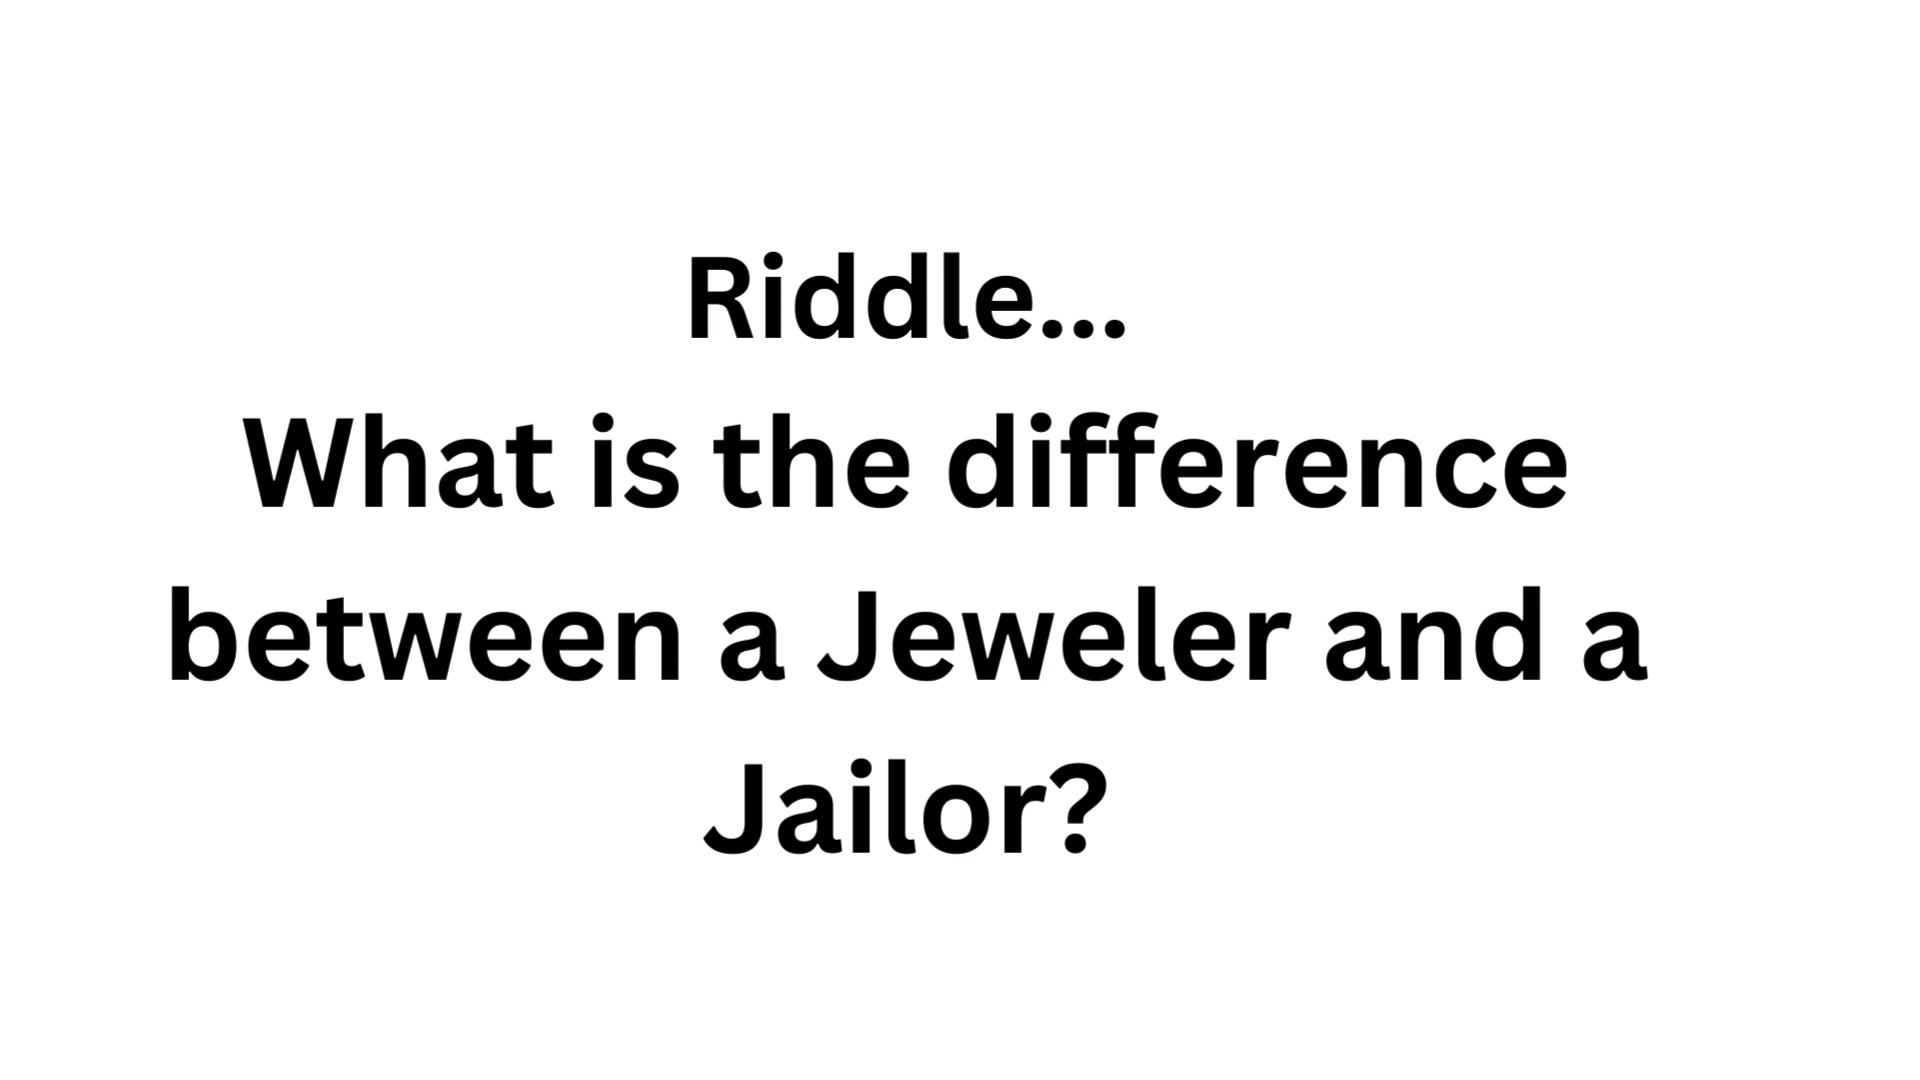 Riddle...
What is the difference
between a Jeweler and a
Jailor?